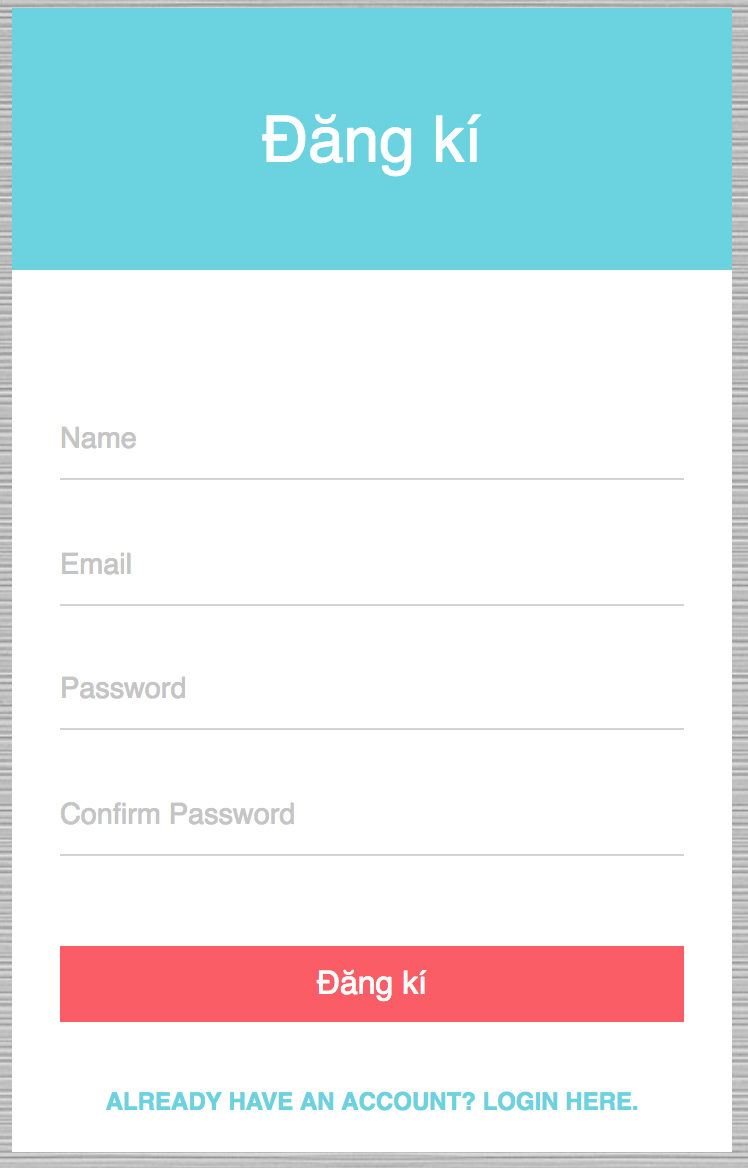 Đăng kí
Name
Email
Password
Confirm Password
Đăng kí
ALREADY HAVE AN ACCOUNT? LOGIN HERE.